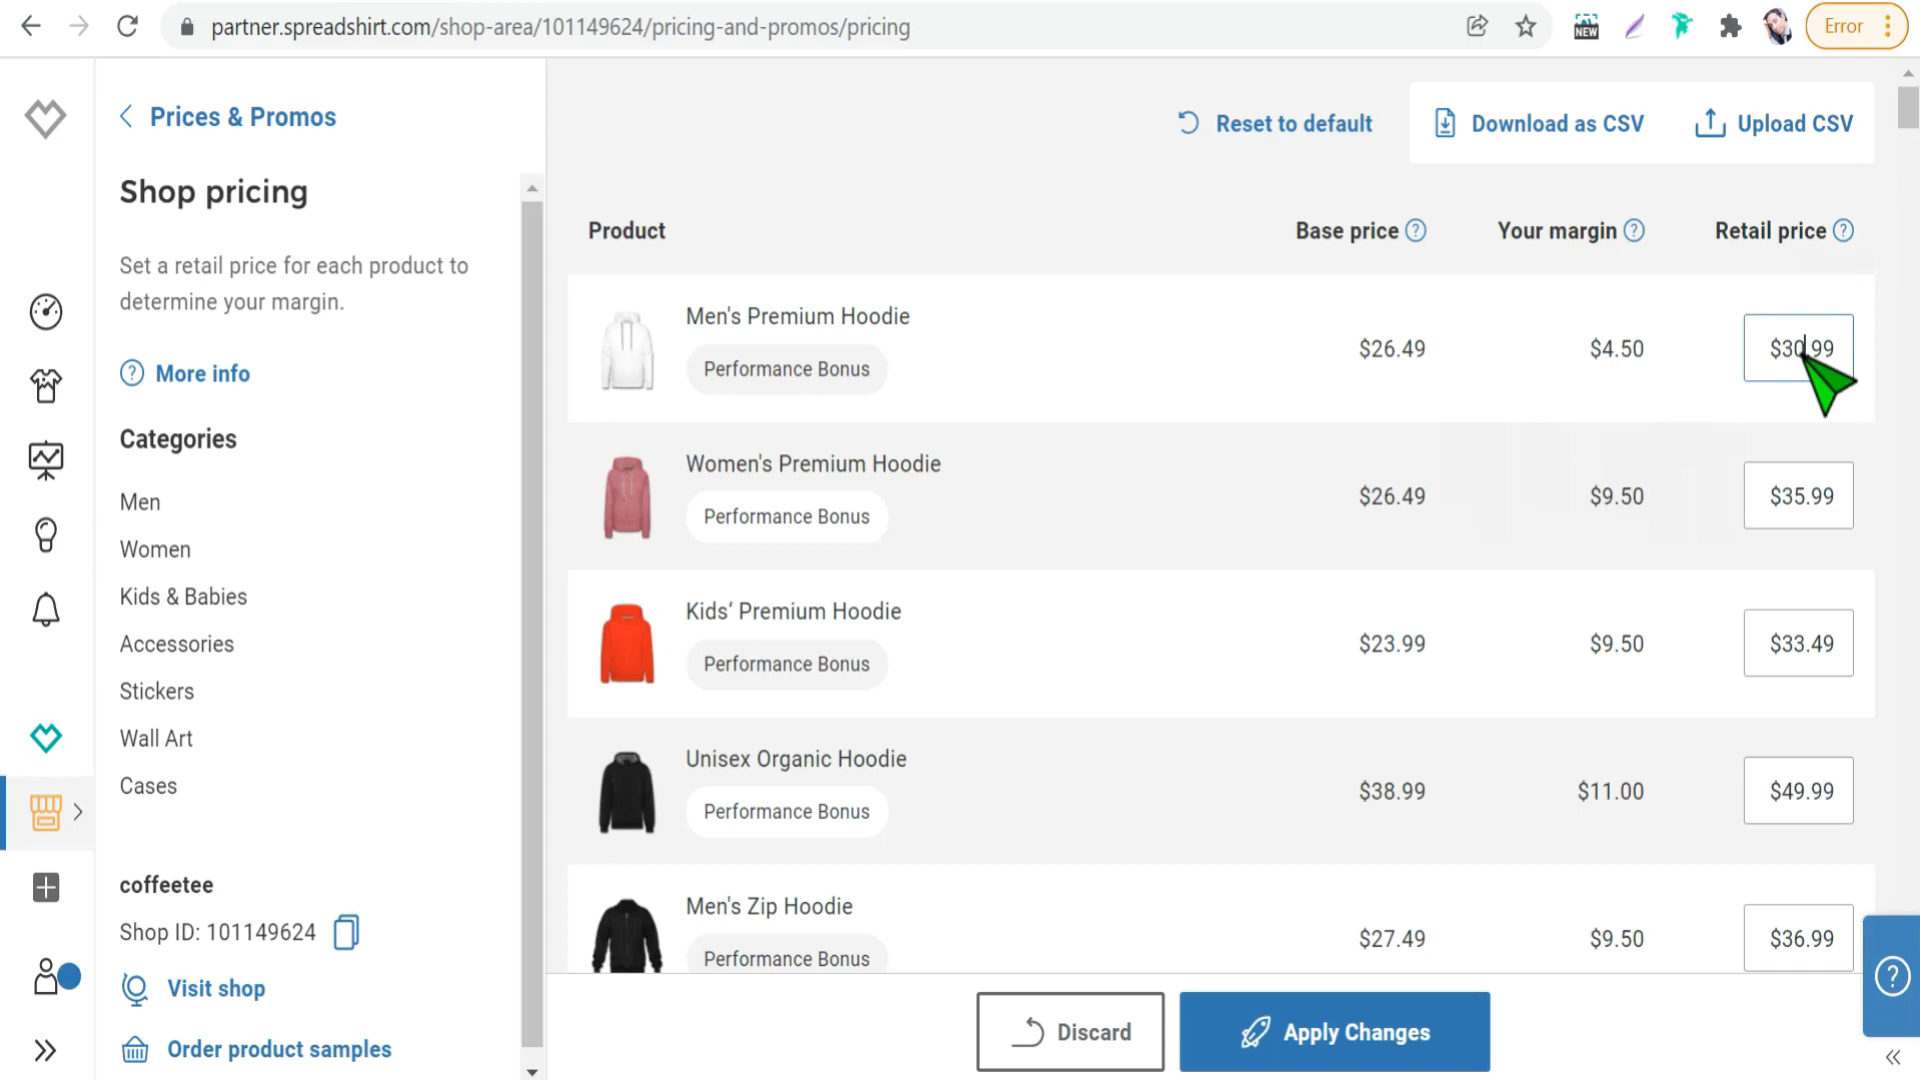 partner.spreadshirt.com/shop-area/101149624/pricing-and-promos/pricing
NEW
Error
Prices & Promos
Shop pricing
Set a retail price for each product to
determine your margin.
More info
Categories
Men
Women
Kids & Babies
Accessories
Stickers
Wall Art
Cases
coffeetee
Shop ID: 101149624
Visit shop
Order product samples
Reset to default
Download as CSV
Upload CSV
Product
Base price
Your margin
Retail price
Men's Premium Hoodie
Performance Bonus
$26.49
$4.50
$30.99
Women's Premium Hoodie
Performance Bonus
$26.49
$9.50
$35.99
Kids‘ Premium Hoodie
Performance Bonus
$23.99
$9.50
$33.49
Unisex Organic Hoodie
Performance Bonus
$38.99
$11.00
$49.99
Men's Zip Hoodie
Performance Bonus
$27.49
$9.50
$36.99
Discard
Apply Changes